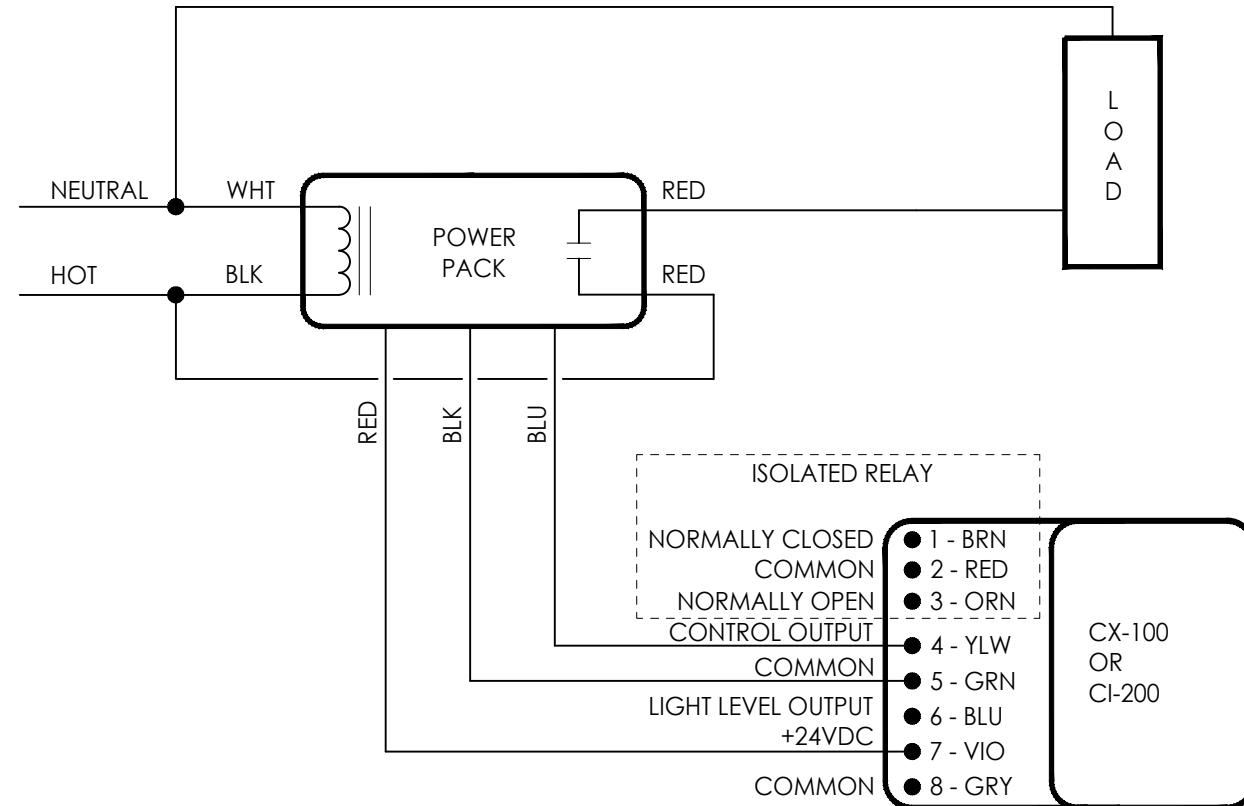 L
O
A
D
NEUTRAL
WHT
RED
POWER
PACK
HOT
BLK
RED
RED
BLK
BLU
ISOLATED RELAY
NORMALLY CLOSED
1 - BRN
COMMON
2 - RED
NORMALLY OPEN
3 - ORN
CONTROL OUTPUT
4 - YLW
COMMON
5 - GRN
LIGHT LEVEL OUTPUT
6 - BLU
+24VDC
7 - VIO
COMMON
8 - GRY
CX-100
OR
CI-200